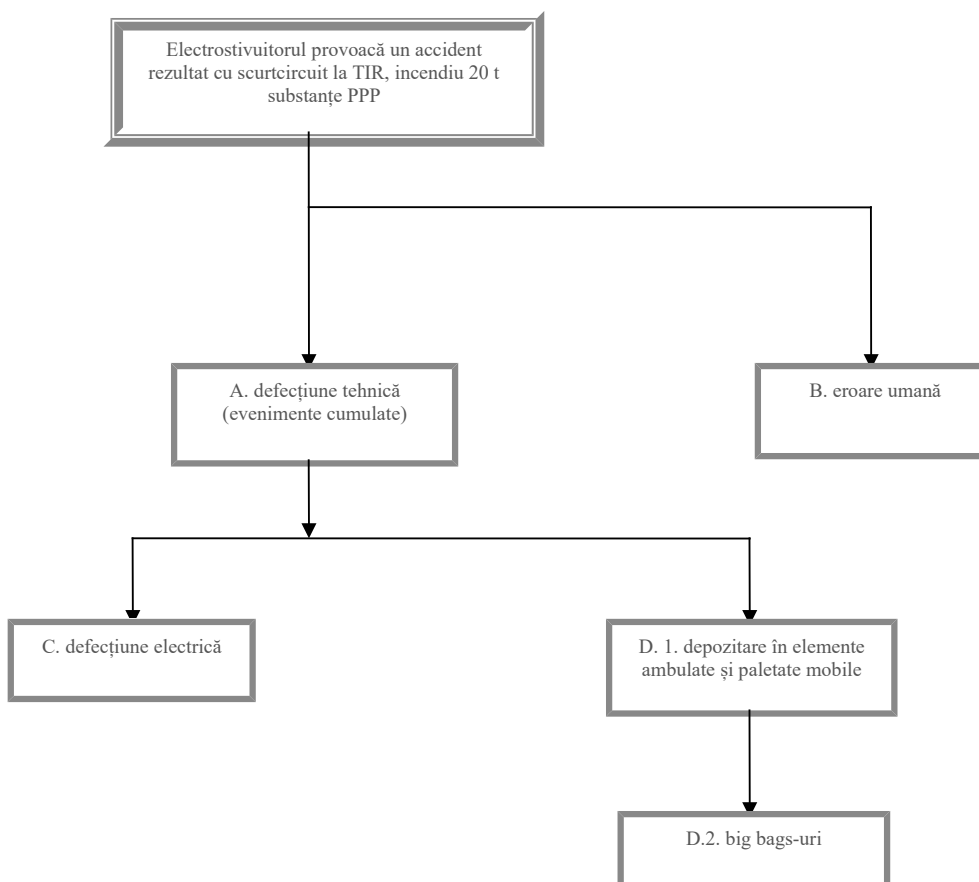 Electrostivuitorul provoacă un accident
rezultat cu scurtcircuit la TIR, incendiu 20 t
substanțe PPP
A. defecțiune tehnică
(evenimente cumulate)
B. eroare umană
C. defecțiune electrică
D. 1. depozitare în elemente
ambulate și paletate mobile
D.2. big bags-uri